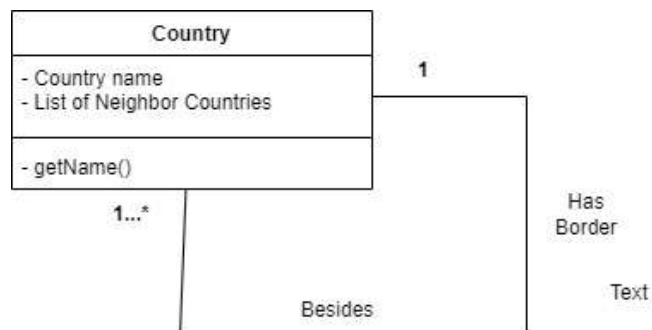 Country
- Country name
- List of Neighbor Countries
- getName()
1
1...*
Has
Border
Text
Besides